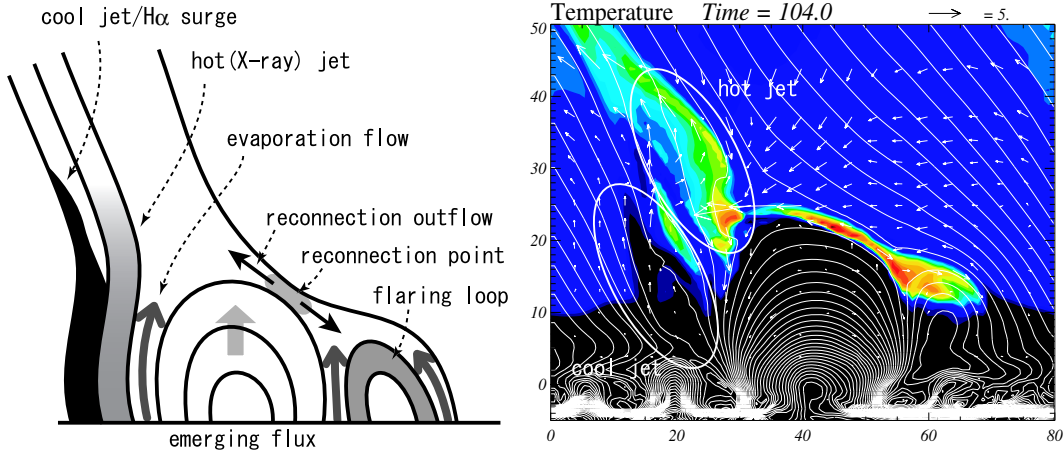 cool jet/Hα surge
hot(X-ray) jet
evaporation flow
reconnection outflow
reconnection point
flaring loop
emerging flux
Temperature Time = 104.0 = 5.
50
40
hot jet
30
20
10
cool jet
0
0 20 40 60 80